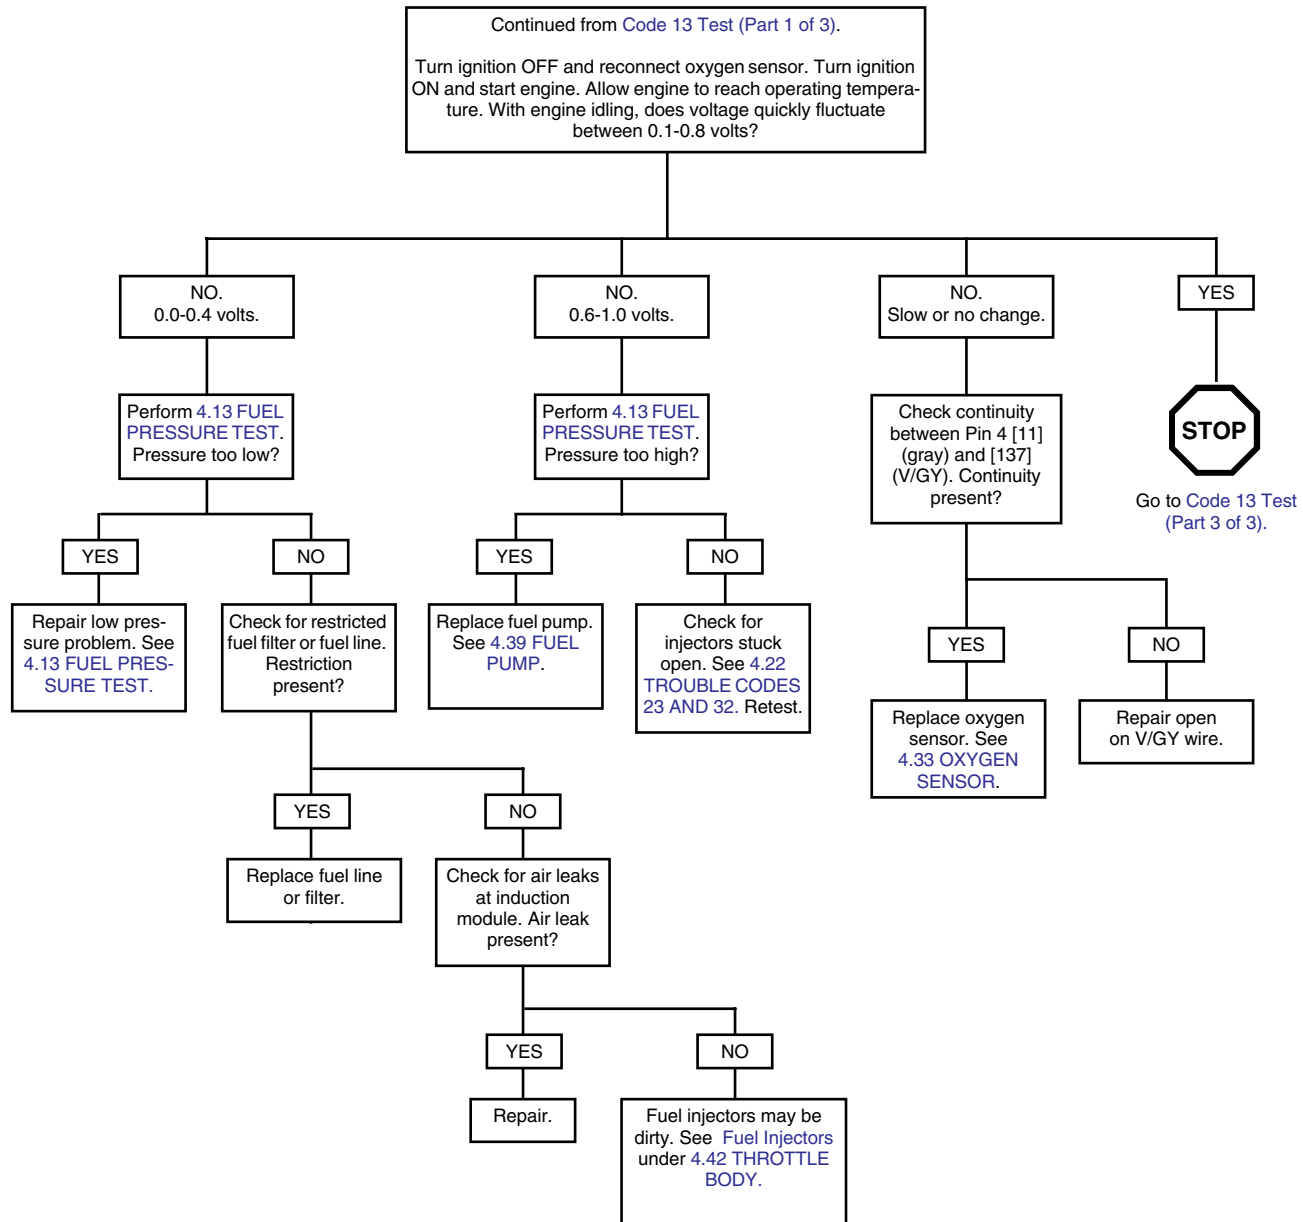 Continued from Code 13 Test (Part 1 of 3).
Turn ignition OFF and reconnect oxygen sensor. Turn ignition
ON and start engine. Allow engine to reach operating tempera-
ture. With engine idling, does voltage quickly fluctuate
between 0.1-0.8 volts?
NO.
0.0-0.4 volts.
NO.
0.6-1.0 volts.
NO.
Slow or no change.
YES
Perform 4.13 FUEL
PRESSURE TEST.
Pressure too low?
Perform 4.13 FUEL
PRESSURE TEST.
Pressure too high?
Check continuity
between Pin 4 [11]
(gray) and [137]
(V/GY). Continuity
present?
STOP
Go to Code 13 Test
(Part 3 of 3).
YES
NO
YES
NO
Repair low pres-
sure problem. See
4.13 FUEL PRES-
SURE TEST.
Check for restricted
fuel filter or fuel line.
Restriction
present?
Replace fuel pump.
See 4.39 FUEL
PUMP.
Check for
injectors stuck
open. See 4.22
TROUBLE CODES
23 AND 32. Retest.
YES
NO
Replace oxygen
sensor. See
4.33 OXYGEN
SENSOR.
Repair open
on V/GY wire.
YES
NO
Replace fuel line
or filter.
Check for air leaks
at induction
module. Air leak
present?
YES
NO
Repair.
Fuel injectors may be
dirty. See Fuel Injectors
under 4.42 THROTTLE
BODY.